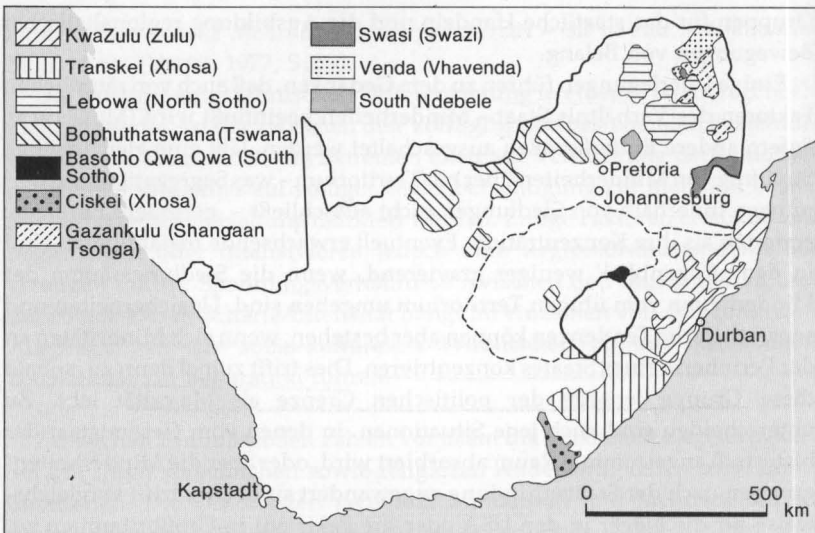 KwaZulu (Zulu)
Transkei (Xhosa)
Lebowa (North Sotho)
Bophuthatswana (Tswana)
Basotho Qwa Qwa (South
Sotho)
Ciskei (Xhosa)
Gazankulu (Shangaan
Tsonga)
Swasi (Swazi)
Venda (Vhavenda)
South Ndebele
Pretoria
Johannesburg
Durban
Kapstadt
0 500
km